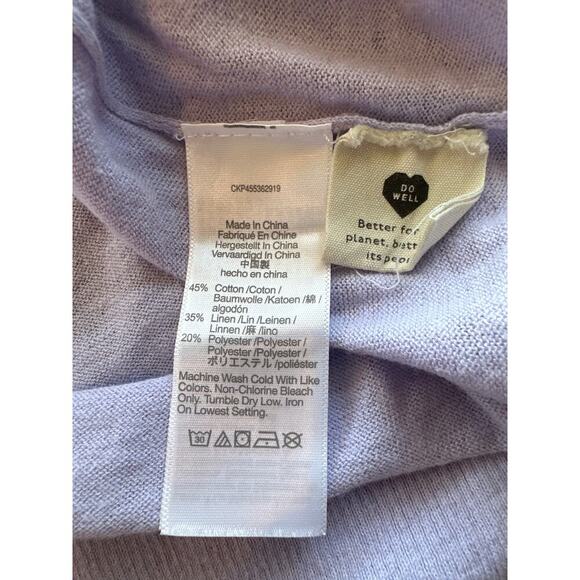 CKP455362919
Made In China
Fabriqué En Chine
Hergestellt In China
Vervaardigd In China
中国製
hecho en china
45% Cotton /Coton /
Baumwolle /Katoen /綿 /
algodón
35% Linen /Lin /Leinen /
Linnen /麻 /lino
20% Polyester /Polyester /
Polyester /Polyester /
ポリエステル /poliéster
Machine Wash Cold With Like
Colors. Non-Chlorine Bleach
Only. Tumble Dry Low. Iron
On Lowest Setting.
30
DO
WELL
Better for
planet, bett
its peo